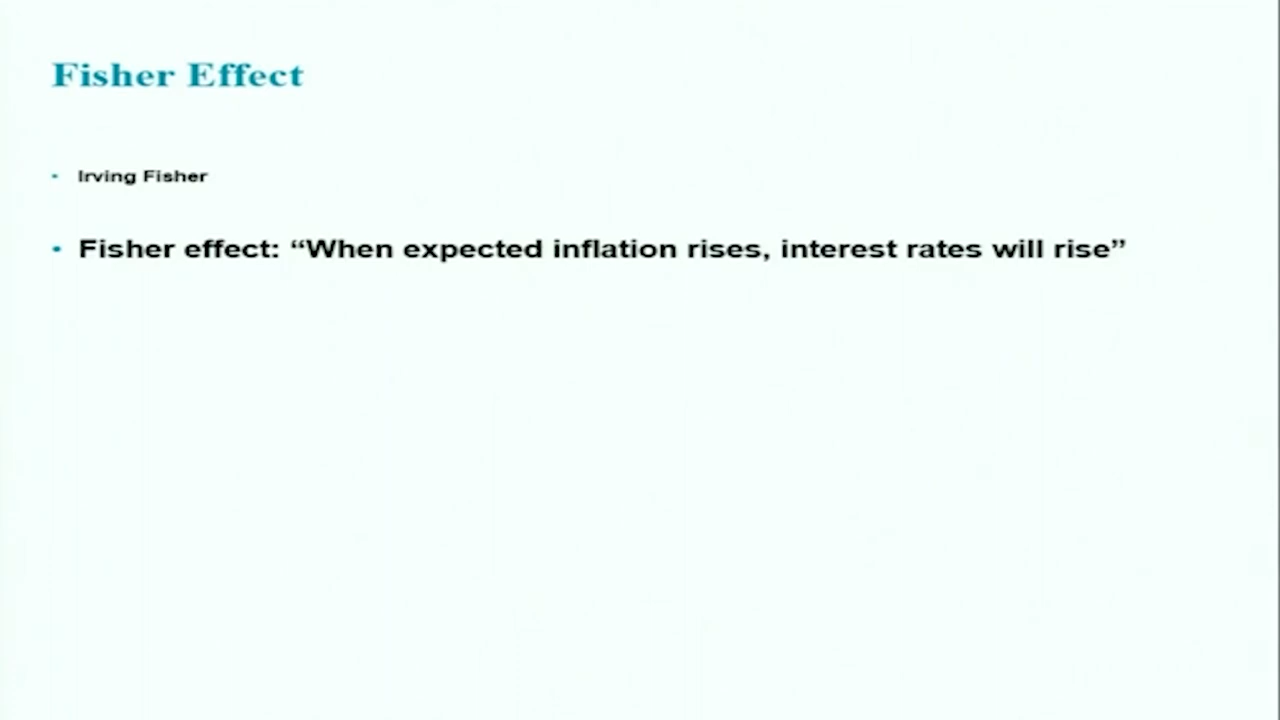 Fisher Effect
• Irving Fisher
• Fisher effect: “When expected inflation rises, interest rates will rise”